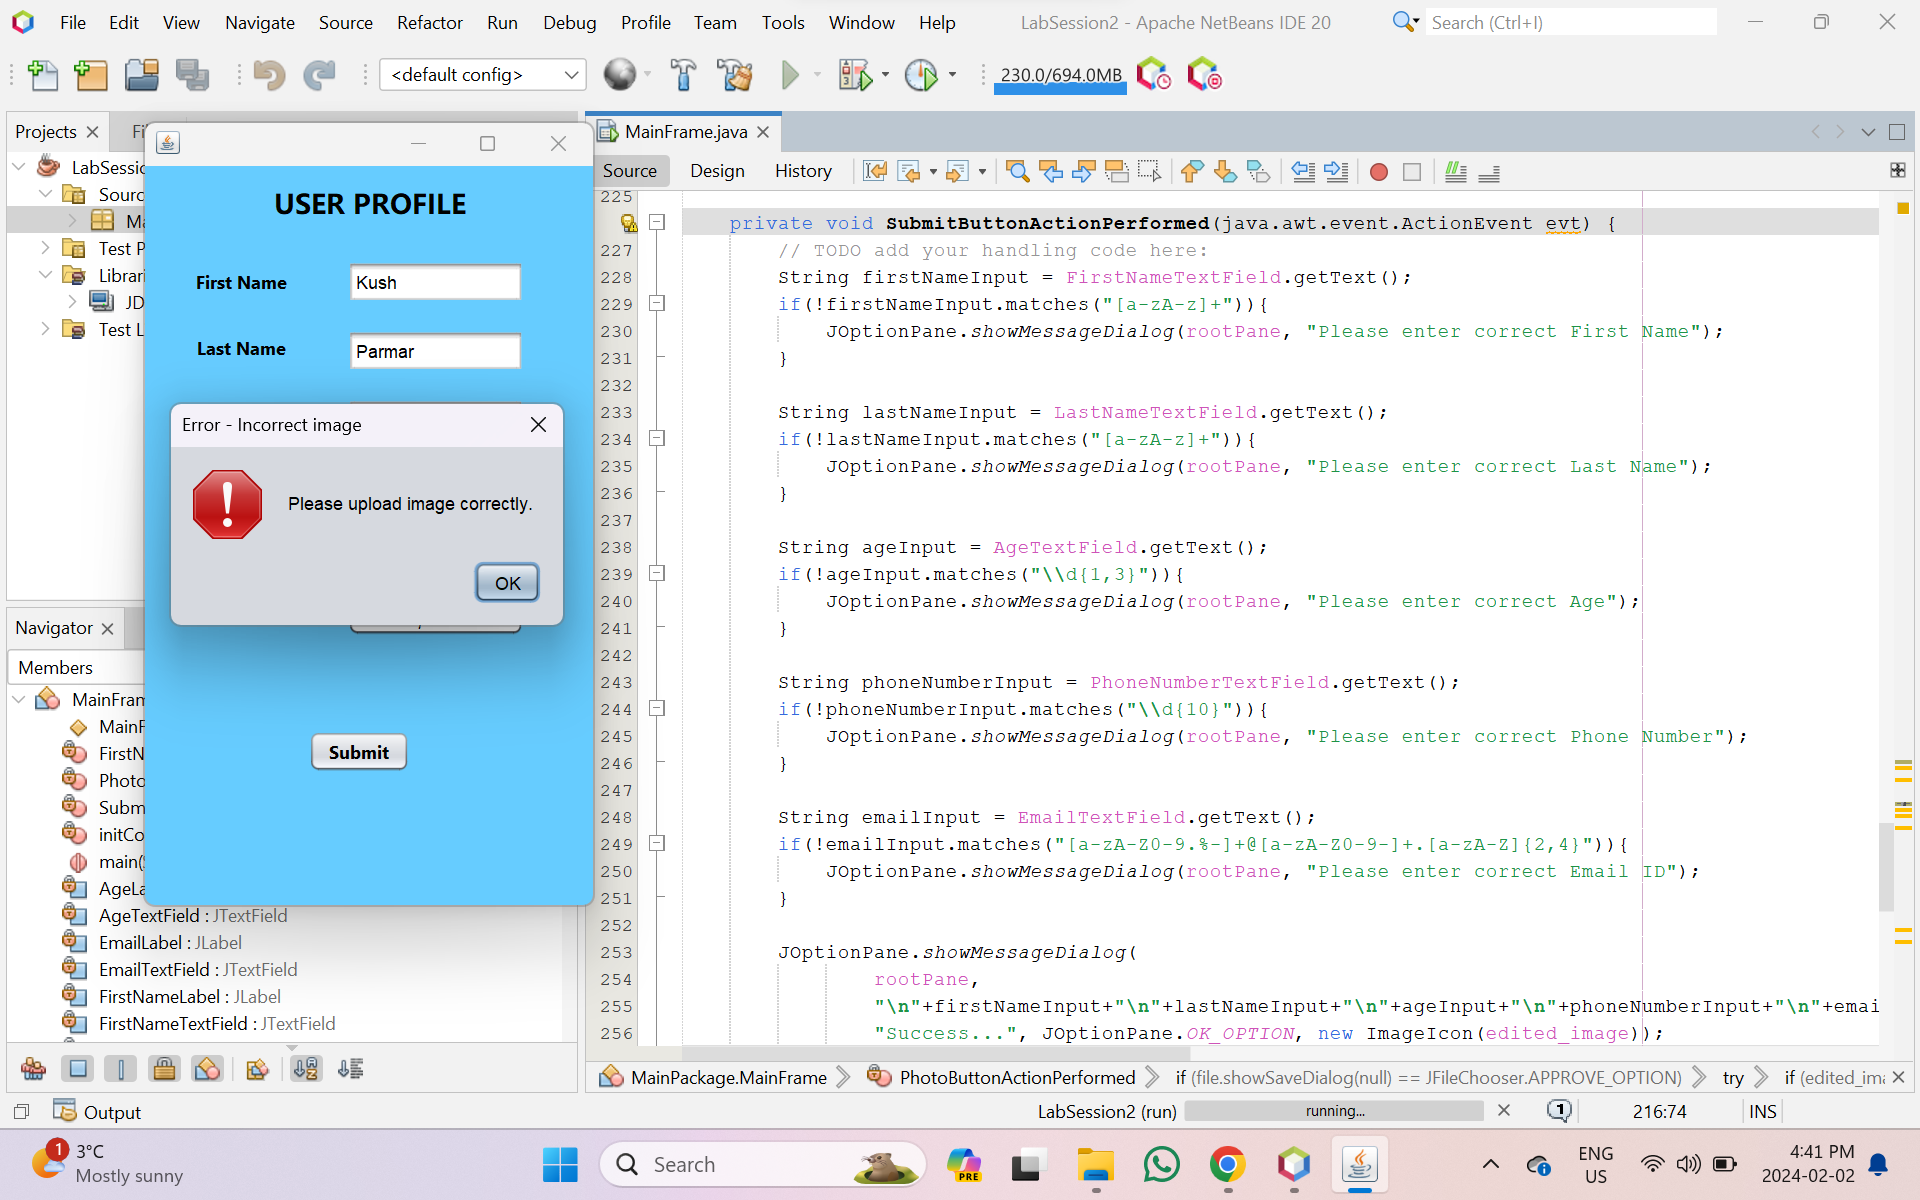 File Edit View Navigate Source Refactor Run Debug Profile Team Tools Window Help LabSession2 - Apache NetBeans IDE 20 Search (Ctrl+I)
<default config> 230.0/694.0MB
Projects
MainFrame.java
Source Design History
LabSessi
Sourc
Ma
Test P
Librari
JD
Test L
USER PROFILE
First Name Kush
Last Name Parmar
Error - Incorrect image
Please upload image correctly.
OK
Submit
Navigator
Members
MainFram
MainF
FirstN
Photo
Subm
initCo
main(
AgeLa
AgeTextField : JTextField
EmailLabel : JLabel
EmailTextField : JTextField
FirstNameLabel : JLabel
FirstNameTextField : JTextField
225
private void SubmitButtonActionPerformed(java.awt.event.ActionEvent evt) {
227 // TODO add your handling code here:
228 String firstNameInput = FirstNameTextField.getText();
229 if(!firstNameInput.matches("[a-zA-z]+")){
230 JOptionPane.showMessageDialog(rootPane, "Please enter correct First Name");
231 }
232
233 String lastNameInput = LastNameTextField.getText();
234 if(!lastNameInput.matches("[a-zA-z]+")){
235 JOptionPane.showMessageDialog(rootPane, "Please enter correct Last Name");
236 }
237
238 String ageInput = AgeTextField.getText();
239 if(!ageInput.matches("\\d{1,3}")){
240 JOptionPane.showMessageDialog(rootPane, "Please enter correct Age");
241 }
242
243 String phoneNumberInput = PhoneNumberTextField.getText();
244 if(!phoneNumberInput.matches("\\d{10}")){
245 JOptionPane.showMessageDialog(rootPane, "Please enter correct Phone Number");
246 }
247
248 String emailInput = EmailTextField.getText();
249 if(!emailInput.matches("[a-zA-Z0-9.%-]+@[a-zA-Z0-9-]+.[a-zA-Z]{2,4}")){
250 JOptionPane.showMessageDialog(rootPane, "Please enter correct Email ID");
251 }
252
253 JOptionPane.showMessageDialog(
254 rootPane,
255 "\n"+firstNameInput+"\n"+lastNameInput+"\n"+ageInput+"\n"+phoneNumberInput+"\n"+emai
256 "Success...", JOptionPane.OK_OPTION, new ImageIcon(edited_image));
MainPackage.MainFrame PhotoButtonActionPerformed if (file.showSaveDialog(null) == JFileChooser.APPROVE_OPTION) try if (edited_im
Output LabSession2 (run) running... 1 216:74 INS
1 3°C
Mostly sunny
Search
PRE
ENG
US
4:41 PM
2024-02-02